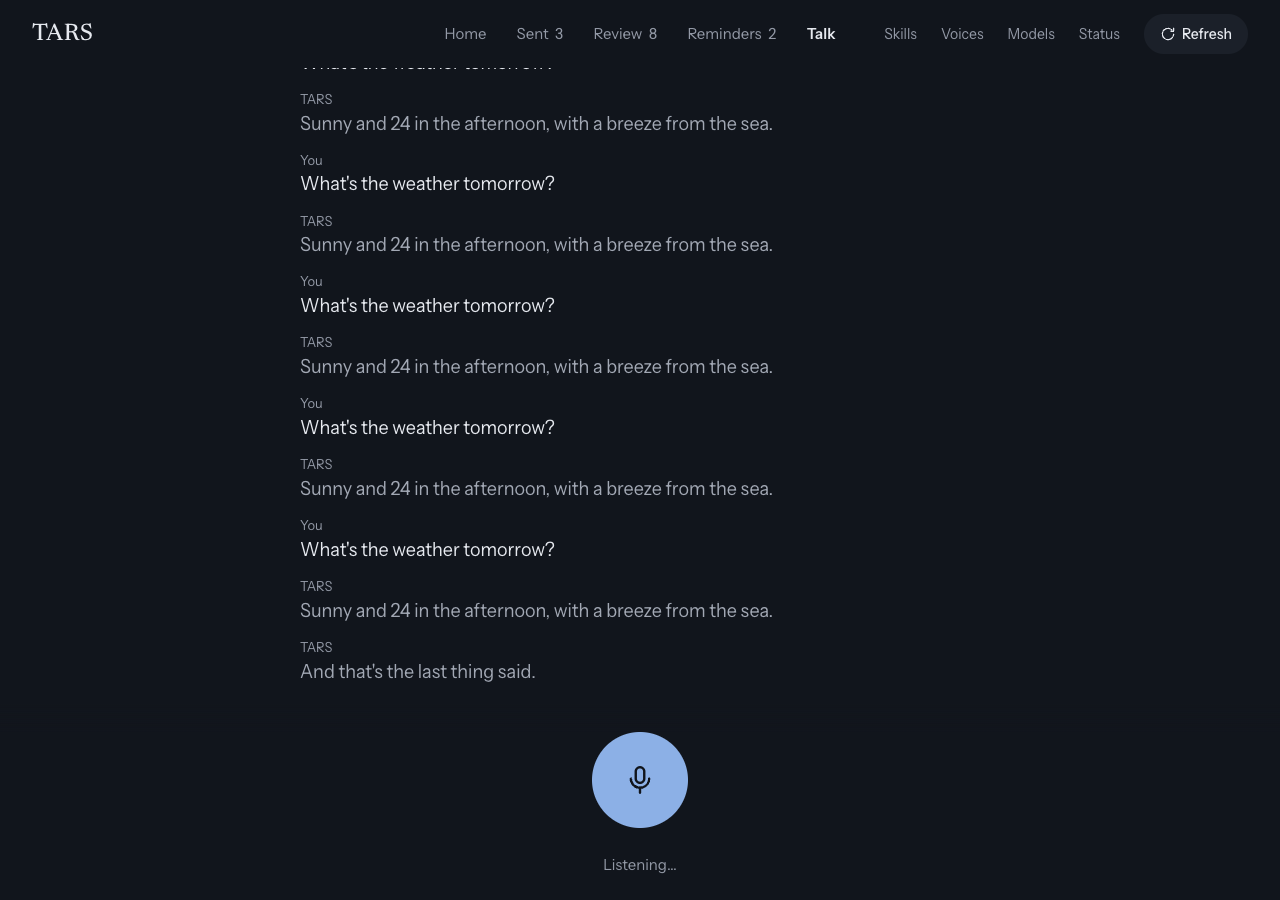 TARS
Home
Sent 3
Review 8
Reminders 2
Talk
Skills
Voices
Models
Status
Refresh
What's the weather tomorrow?
TARS
Sunny and 24 in the afternoon, with a breeze from the sea.
You
What's the weather tomorrow?
TARS
Sunny and 24 in the afternoon, with a breeze from the sea.
You
What's the weather tomorrow?
TARS
Sunny and 24 in the afternoon, with a breeze from the sea.
You
What's the weather tomorrow?
TARS
Sunny and 24 in the afternoon, with a breeze from the sea.
You
What's the weather tomorrow?
TARS
Sunny and 24 in the afternoon, with a breeze from the sea.
TARS
And that's the last thing said.
Listening...